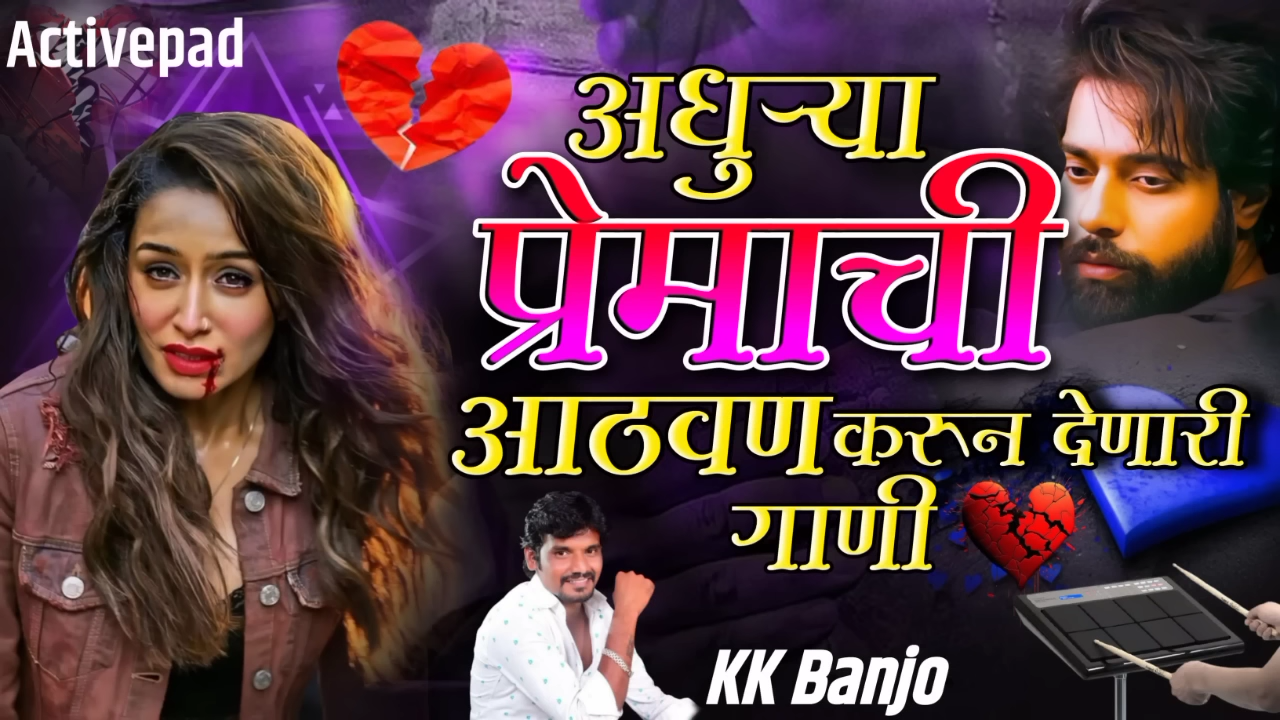 Activepad
अधुऱ्या
प्रेमाची
आठवण करून देणारी
गाणी
KK Banjo